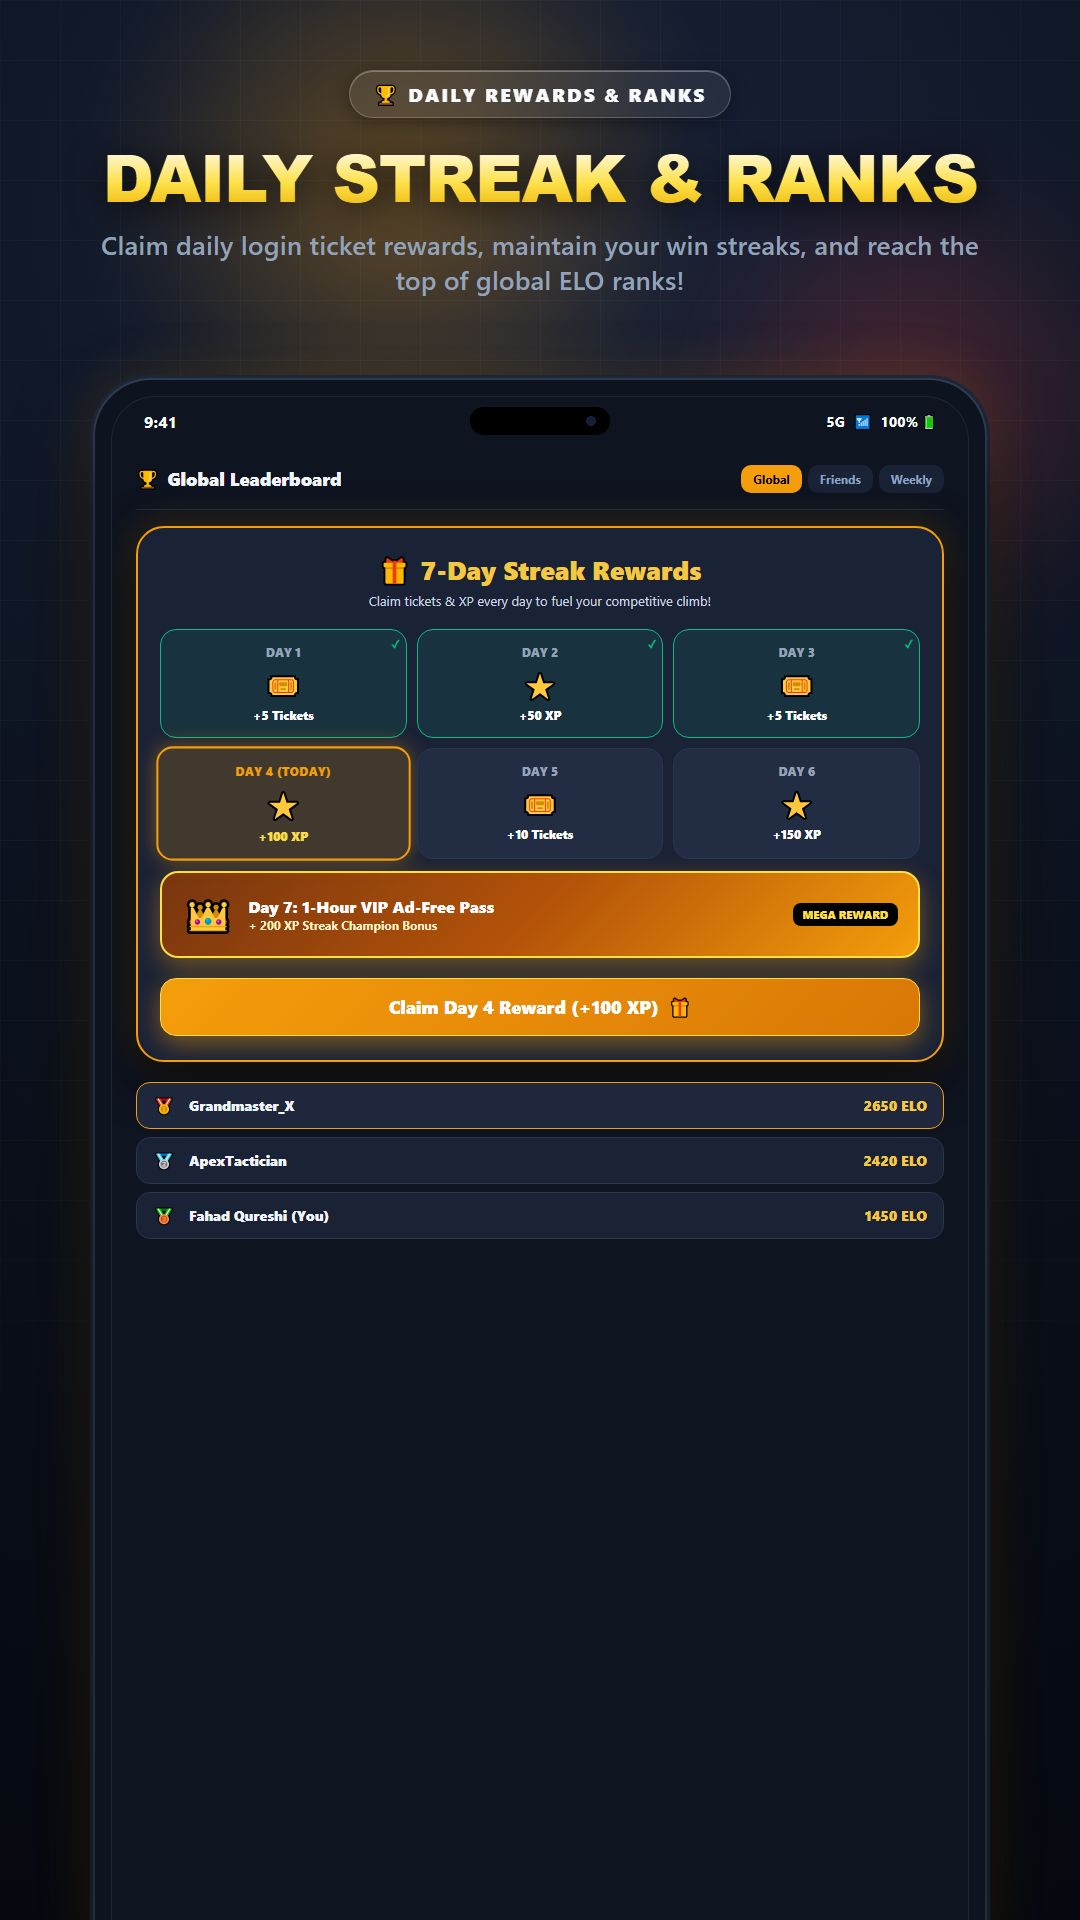 🏆 DAILY REWARDS & RANKS
DAILY STREAK & RANKS
Claim daily login ticket rewards, maintain your win streaks, and reach the
top of global ELO ranks!
9:41
5G 📶 100% 🔋
🏆 Global Leaderboard
Global
Friends
Weekly
🎁 7-Day Streak Rewards
Claim tickets & XP every day to fuel your competitive climb!
DAY 1 ✓
+5 Tickets
DAY 2 ✓
+50 XP
DAY 3 ✓
+5 Tickets
DAY 4 (TODAY)
+100 XP
DAY 5
+10 Tickets
DAY 6
+150 XP
Day 7: 1-Hour VIP Ad-Free Pass
+ 200 XP Streak Champion Bonus
MEGA REWARD
Claim Day 4 Reward (+100 XP) 🎁
🥇 Grandmaster_X 2650 ELO
🥈 ApexTactician 2420 ELO
🥉 Fahad Qureshi (You) 1450 ELO